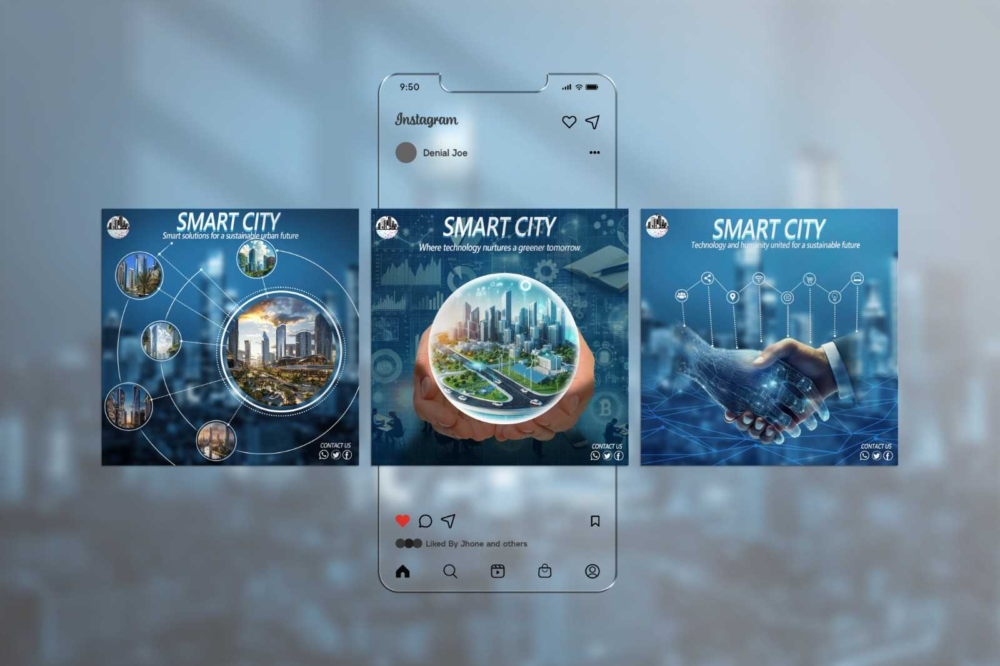 9:50
Instagram
Denial Joe
SMART CITY
Smart solutions for a sustainable urban future
CONTACT US
SMART CITY
Where technology nurtures a greener tomorrow
CONTACT US
SMART CITY
Technology and humanity united for a sustainable future
CONTACT US
Liked By Jhone and others